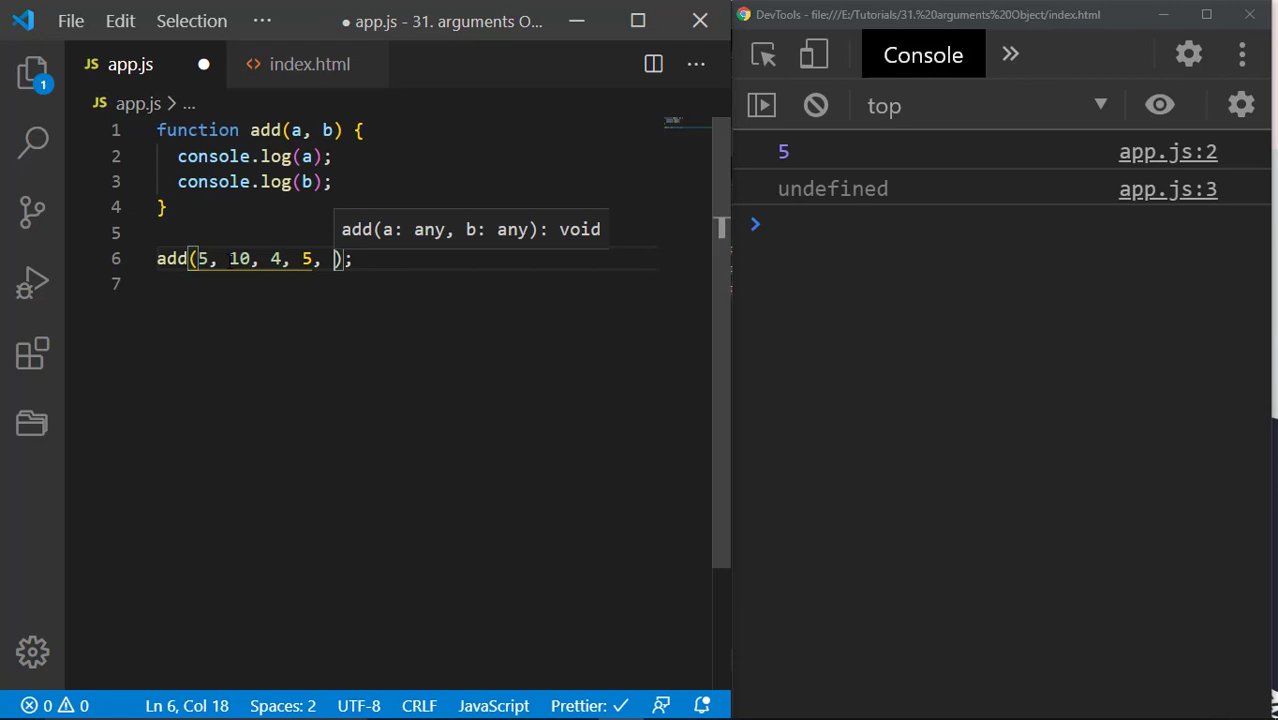 File Edit Selection ··· ● app.js - 31. arguments O...
JS app.js ● <> index.html ···
JS app.js > ...
1 function add(a, b) {
2 console.log(a);
3 console.log(b);
4 }
5
add(a: any, b: any): void
6 add(5, 10, 4, 5, );
7
1
⊗ 0 ⚠ 0 Ln 6, Col 18 Spaces: 2 UTF-8 CRLF JavaScript Prettier: ✓
DevTools - file:///E:/Tutorials/31.%20arguments%20Object/index.html
Console »
top ▼
5 app.js:2
undefined app.js:3
>